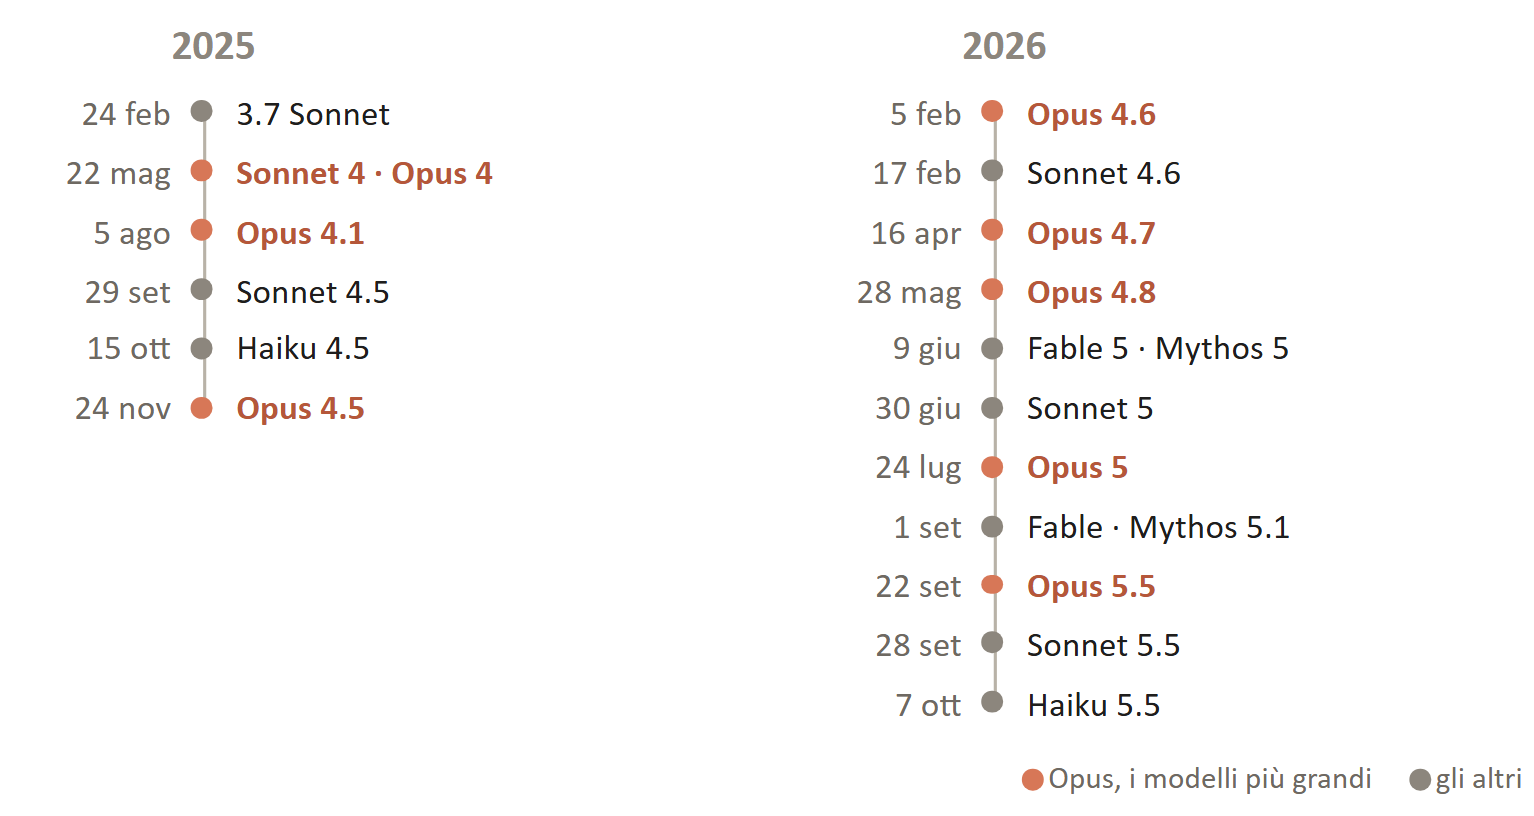 2025
24 feb 3.7 Sonnet
22 mag Sonnet 4 · Opus 4
5 ago Opus 4.1
29 set Sonnet 4.5
15 ott Haiku 4.5
24 nov Opus 4.5
2026
5 feb Opus 4.6
17 feb Sonnet 4.6
16 apr Opus 4.7
28 mag Opus 4.8
9 giu Fable 5 · Mythos 5
30 giu Sonnet 5
24 lug Opus 5
1 set Fable · Mythos 5.1
22 set Opus 5.5
28 set Sonnet 5.5
7 ott Haiku 5.5
Opus, i modelli più grandi gli altri